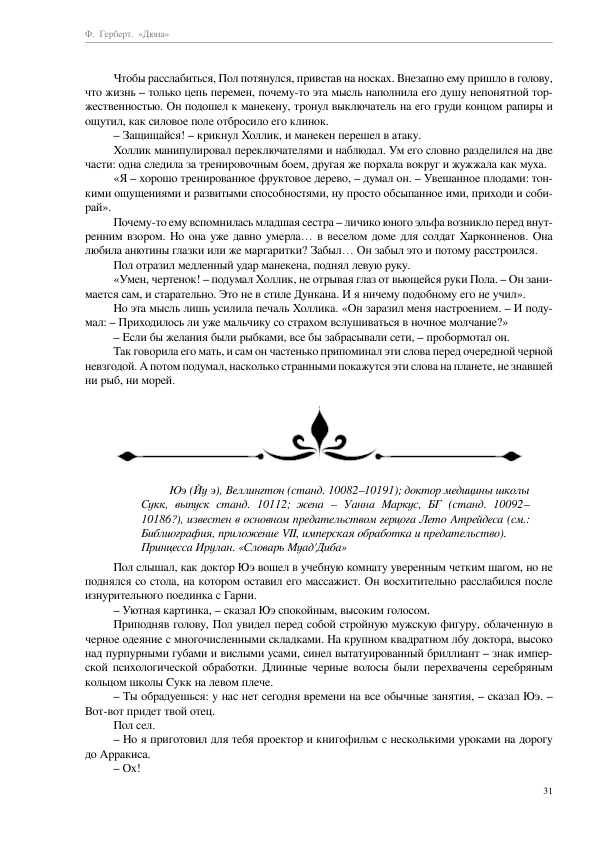 Ф. Герберт. «Дюна»
Чтобы расслабиться, Пол потянулся, привстав на носках. Внезапно ему пришло в голову,
что жизнь – только цепь перемен, почему-то эта мысль наполнила его душу непонятной тор-
жественностью. Он подошел к манекену, тронул выключатель на его груди концом рапиры и
ощутил, как силовое поле отбросило его клинок.
– Защищайся! – крикнул Холлик, и манекен перешел в атаку.
Холлик манипулировал переключателями и наблюдал. Ум его словно разделился на две
части: одна следила за тренировочным боем, другая же порхала вокруг и жужжала как муха.
«Я – хорошо тренированное фруктовое дерево, – думал он. – Увешанное плодами: тон-
кими ощущениями и развитыми способностями, ну просто обсыпанное ими, приходи и соби-
рай».
Почему-то ему вспомнилась младшая сестра – личико юного эльфа возникло перед внут-
ренним взором. Но она уже давно умерла… в веселом доме для солдат Харконненов. Она
любила анютины глазки или же маргаритки? Забыл… Он забыл это и потому расстроился.
Пол отразил медленный удар манекена, поднял левую руку.
«Умен, чертенок! – подумал Холлик, не отрывая глаз от вьющейся руки Пола. – Он зани-
мается сам, и старательно. Это не в стиле Дункана. И я ничему подобному его не учил».
Но эта мысль лишь усилила печаль Холлика. «Он заразил меня настроением. – И поду-
мал: – Приходилось ли уже мальчику со страхом вслушиваться в ночное молчание?»
– Если бы желания были рыбками, все бы забрасывали сети, – пробормотал он.
Так говорила его мать, и сам он частенько припоминал эти слова перед очередной черной
невзгодой. А потом подумал, насколько странными покажутся эти слова на планете, не знавшей
ни рыб, ни морей.
Юэ (Йу э), Веллингтон (станд. 10082–10191); доктор медицины школы
Сукк, выпуск станд. 10112; жена – Уанна Маркус, БГ (станд. 10092–
10186?), известен в основном предательством герцога Лето Атрейдеса (см.:
Библиография, приложение VII, имперская обработка и предательство).
Принцесса Ирулан. «Словарь Муад'Диба»
Пол слышал, как доктор Юэ вошел в учебную комнату уверенным четким шагом, но не
поднялся со стола, на котором оставил его массажист. Он восхитительно расслабился после
изнурительного поединка с Гарни.
– Уютная картинка, – сказал Юэ спокойным, высоким голосом.
Приподняв голову, Пол увидел перед собой стройную мужскую фигуру, облаченную в
черное одеяние с многочисленными складками. На крупном квадратном лбу доктора, высоко
над пурпурными губами и вислыми усами, синел вытатуированный бриллиант – знак импер-
ской психологической обработки. Длинные черные волосы были перехвачены серебряным
кольцом школы Сукк на левом плече.
– Ты обрадуешься: у нас нет сегодня времени на все обычные занятия, – сказал Юэ. –
Вот-вот придет твой отец.
Пол сел.
– Но я приготовил для тебя проектор и книгофильм с несколькими уроками на дорогу
до Арракиса.
– Ох!
31